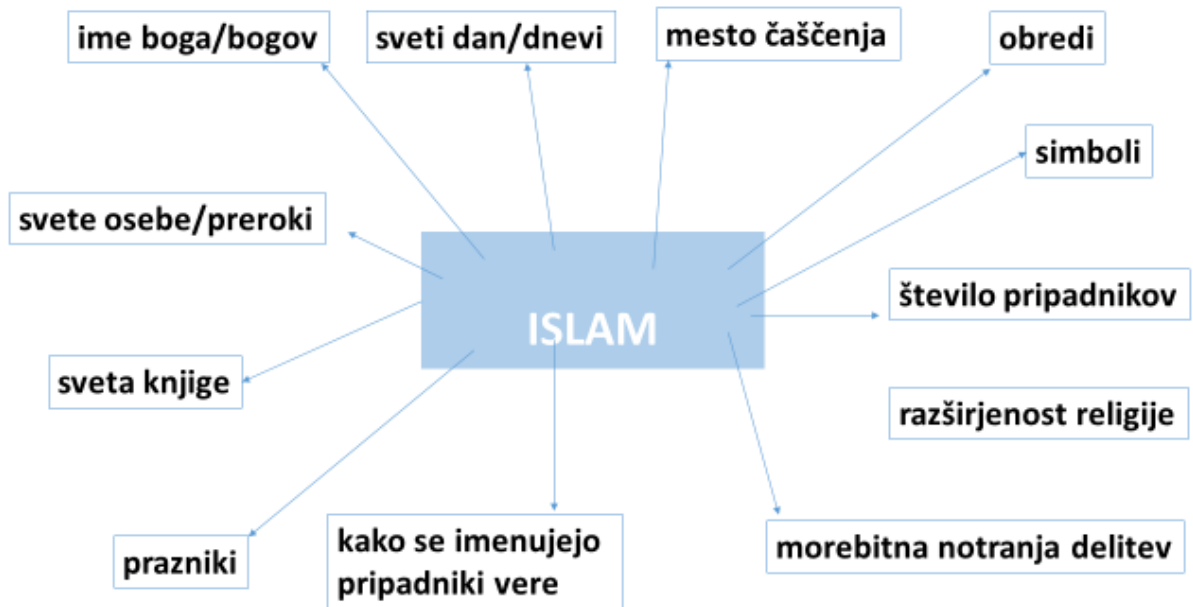 ime boga/bogov
sveti dan/dnevi
mesto čaščenja
obredi
simboli
svete osebe/preroki
ISLAM
število pripadnikov
sveta knjige
razširjenost religije
prazniki
kako se imenujejo
pripadniki vere
morebitna notranja delitev